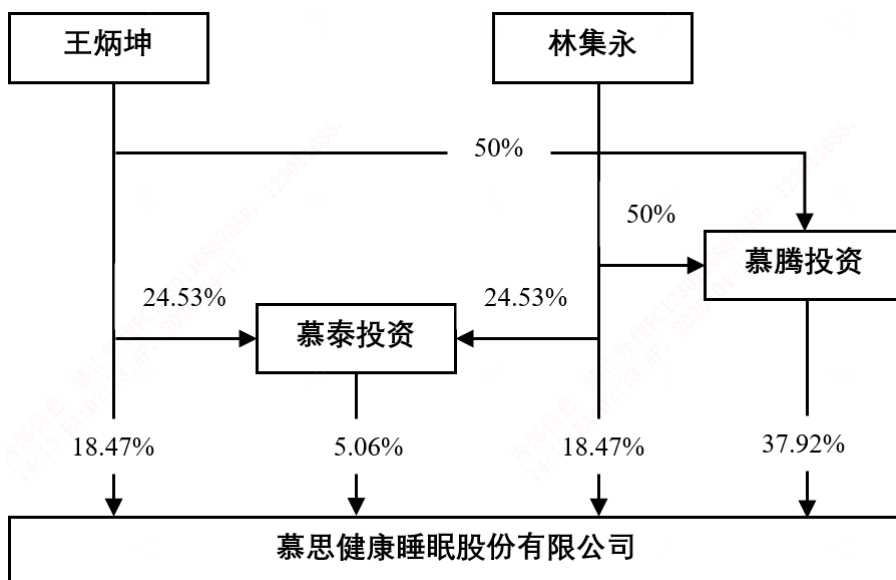 王炳坤
林集永
50%
50%
慕腾投资
24.53%
24.53%
慕泰投资
18.47%
5.06%
18.47%
37.92%
慕思健康睡眠股份有限公司